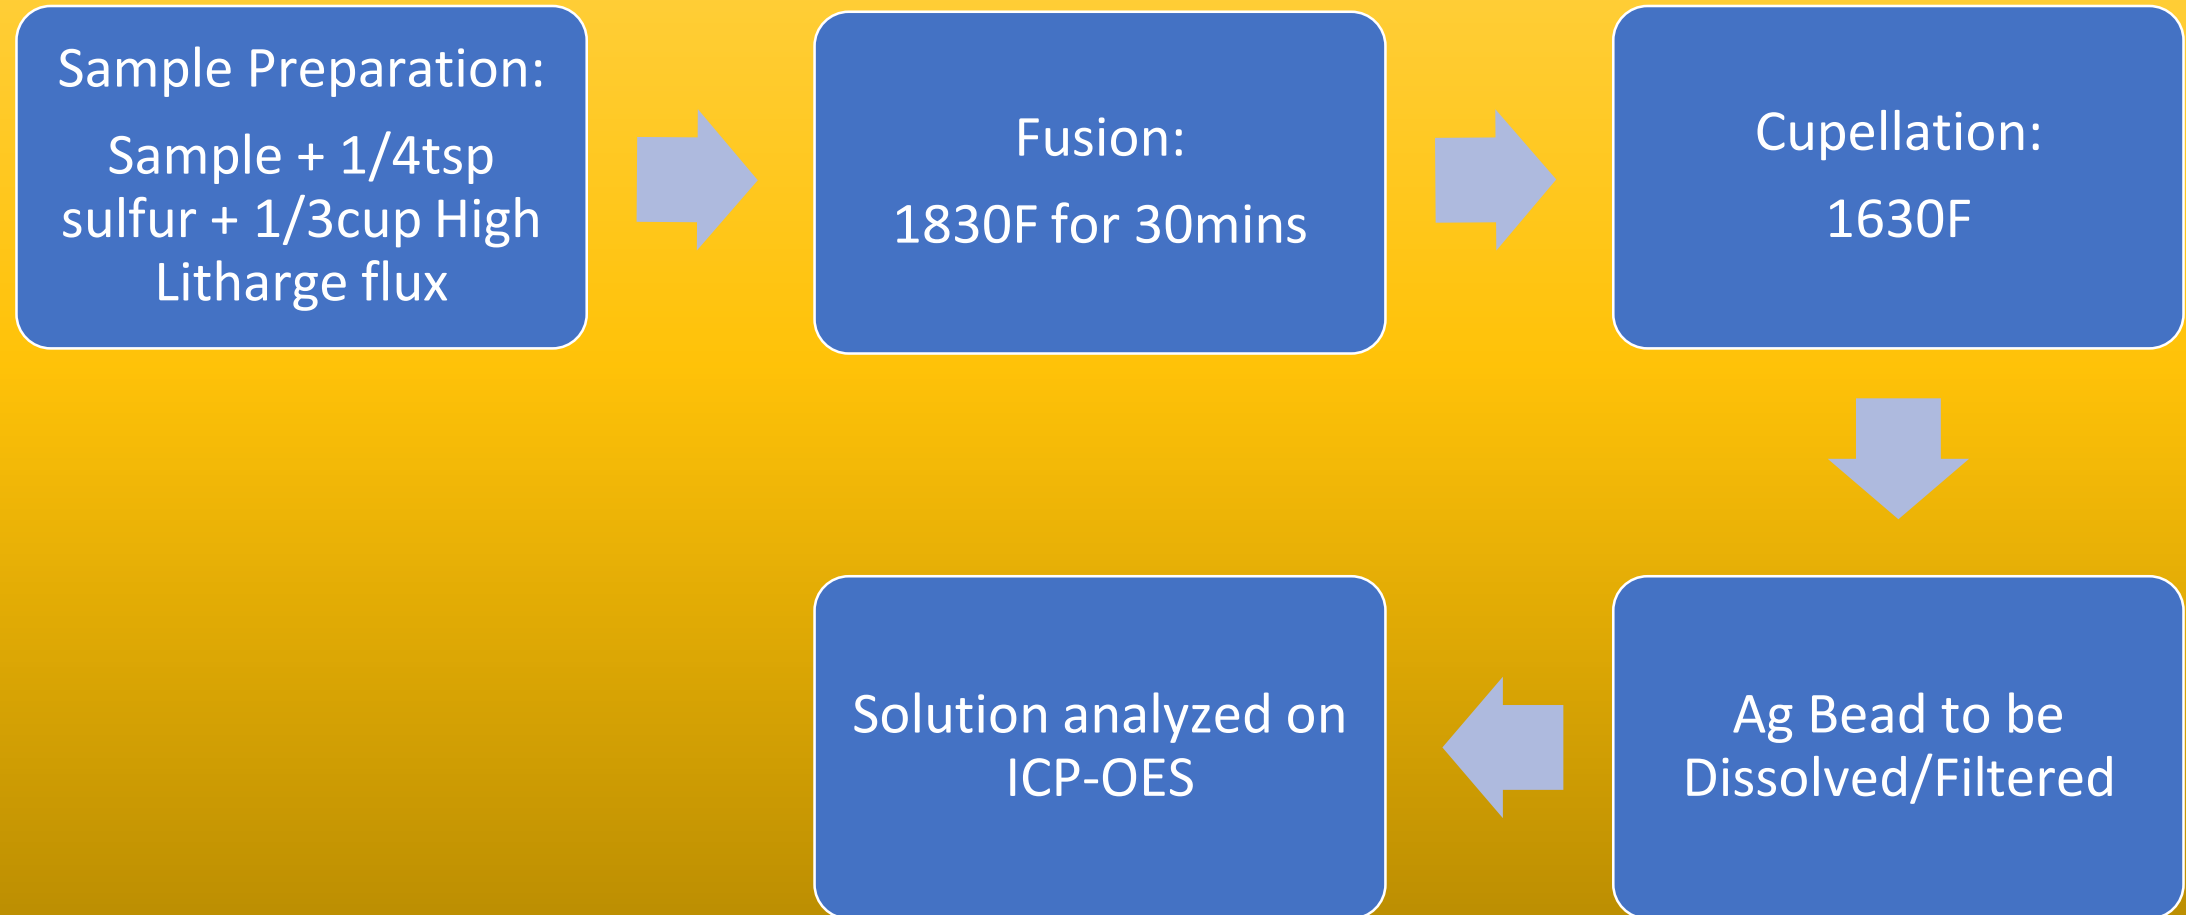 Sample Preparation:
Sample + 1/4tsp
sulfur + 1/3cup High
Litharge flux
Fusion:
1830F for 30mins
Cupellation:
1630F
Ag Bead to be
Dissolved/Filtered
Solution analyzed on
ICP-OES